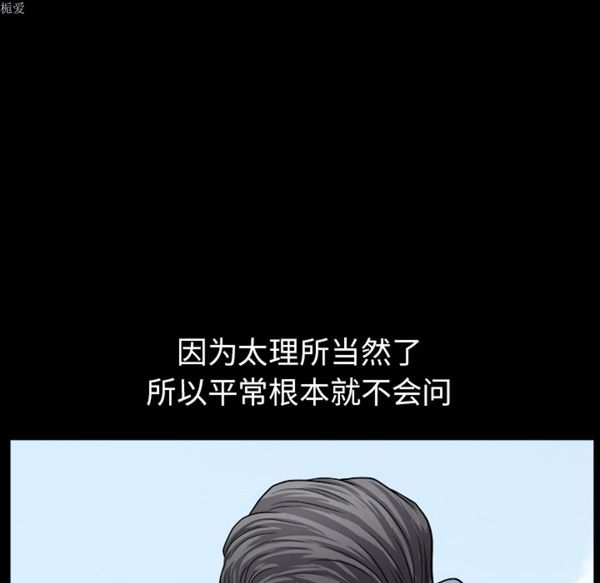 栀爱
因为太理所当然了
所以平常根本就不会问